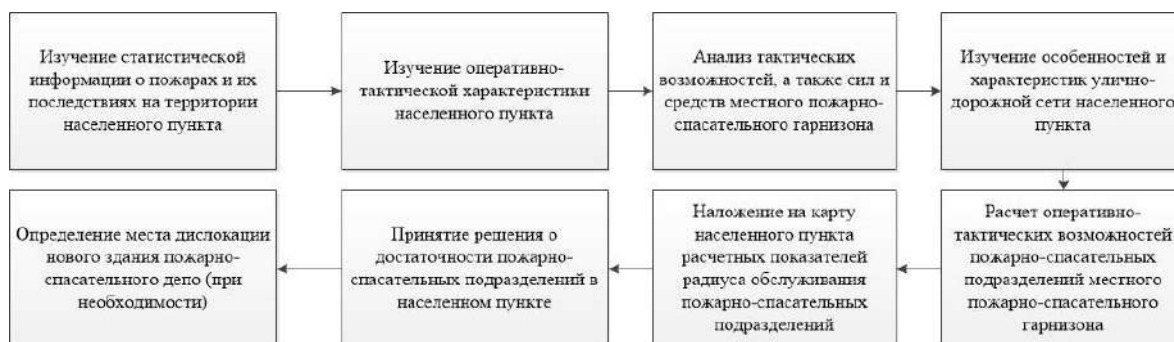 Изучение статистической
информации о пожарах и их
последствиях на территории
населенного пункта
Изучение оперативно-
тактической характеристики
населенного пункта
Анализ тактических
возможностей, а также сил и
средств местного пожарно-
спасательного гарнизона
Изучение особенностей и
характеристик улично-
дорожной сети населенного
пункта
Расчет оперативно-
тактических возможностей
пожарно-спасательных
подразделений местного
пожарно-спасательного
гарнизона
Наложение на карту
населенного пункта
расчетных показателей
радиуса обслуживания
пожарно-спасательных
подразделений
Принятие решения о
достаточности пожарно-
спасательных подразделений в
населенном пункте
Определение места дислокации
нового здания пожарно-
спасательного депо (при
необходимости)